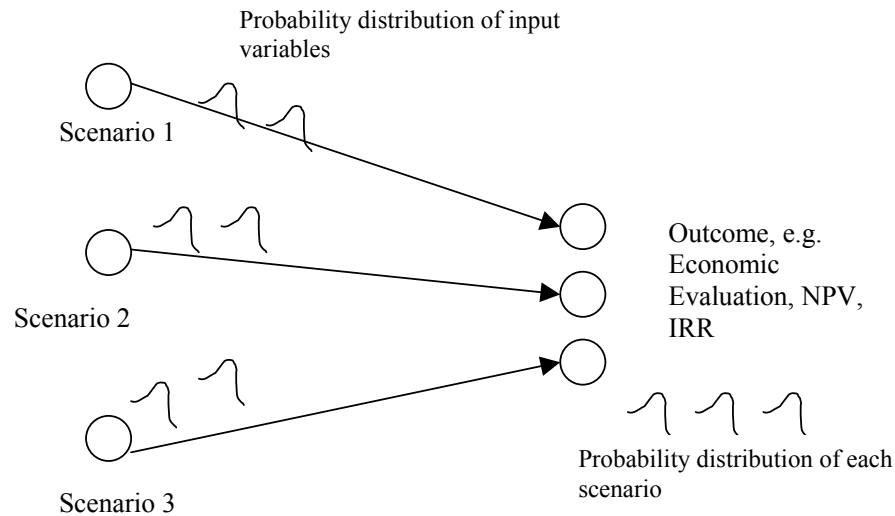 Probability distribution of input
variables
Scenario 1
Scenario 2
Outcome, e.g.
Economic
Evaluation, NPV,
IRR
Probability distribution of each
scenario
Scenario 3